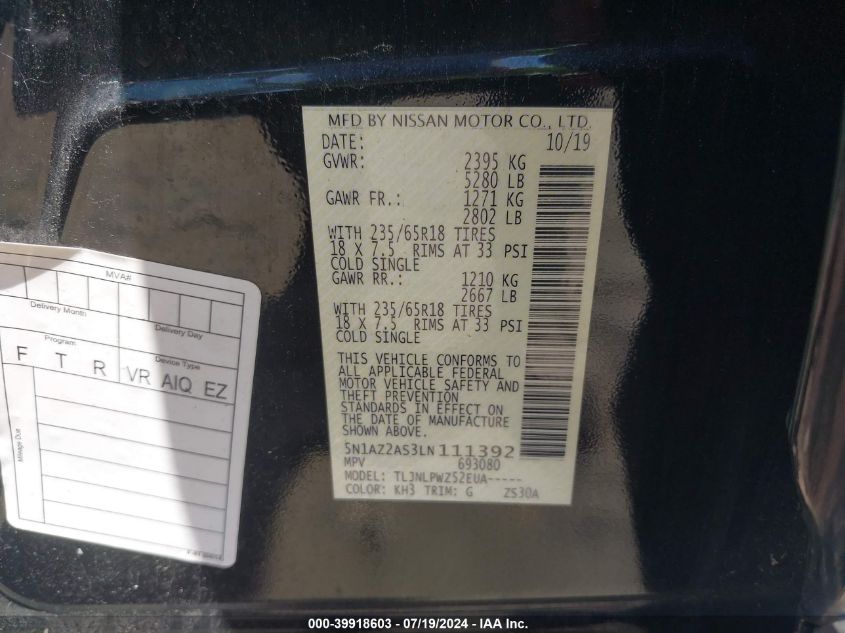 MFD BY NISSAN MOTOR CO., LTD.
DATE: 10/19
GVWR: 2395 KG
5280 LB
GAWR FR.: 1271 KG
2802 LB
WITH 235/65R18 TIRES
18 X 7.5 RIMS AT 33 PSI
COLD SINGLE
GAWR RR.: 1210 KG
2667 LB
WITH 235/65R18 TIRES
18 X 7.5 RIMS AT 33 PSI
COLD SINGLE
THIS VEHICLE CONFORMS TO
ALL APPLICABLE FEDERAL
MOTOR VEHICLE SAFETY AND
THEFT PREVENTION
STANDARDS IN EFFECT ON
THE DATE OF MANUFACTURE
SHOWN ABOVE.
5N1AZ2AS3LN111392
MPV 693080
MODEL: TLJNLPWZS2EUA-----
COLOR: KH3 TRIM: G ZS30A
MVA#
Delivery Month
Delivery Day
Program
Device Type
F T R VR AIQ EZ
Mileage Due
000-39918603 - 07/19/2024 - IAA Inc.